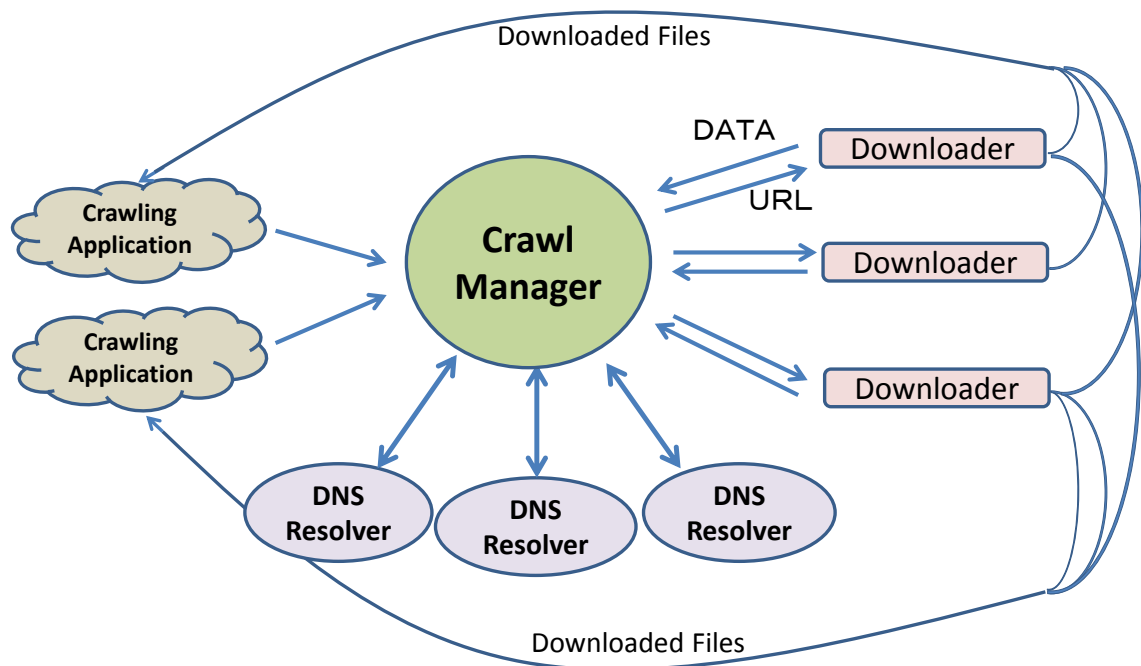 Downloaded Files
DATA
Downloader
URL
Crawling
Application
Crawl
Manager
Downloader
Crawling
Application
Downloader
DNS
Resolver
DNS
Resolver
DNS
Resolver
Downloaded Files